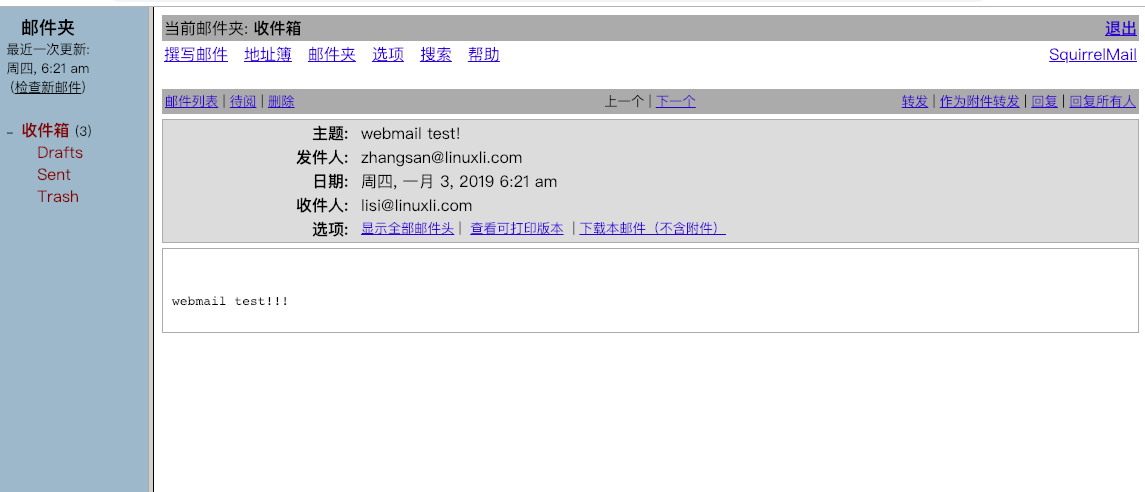 邮件夹
最近一次更新:
周四, 6:21 am
(检查新邮件)
– 收件箱 (3)
Drafts
Sent
Trash
当前邮件夹: 收件箱 退出
撰写邮件 地址簿 邮件夹 选项 搜索 帮助 SquirrelMail
邮件列表 | 待阅 | 删除 上一个 | 下一个 转发 | 作为附件转发 | 回复 | 回复所有人
主题: webmail test!
发件人: zhangsan@linuxli.com
日期: 周四, 一月 3, 2019 6:21 am
收件人: lisi@linuxli.com
选项: 显示全部邮件头 | 查看可打印版本 | 下载本邮件（不含附件）
webmail test!!!